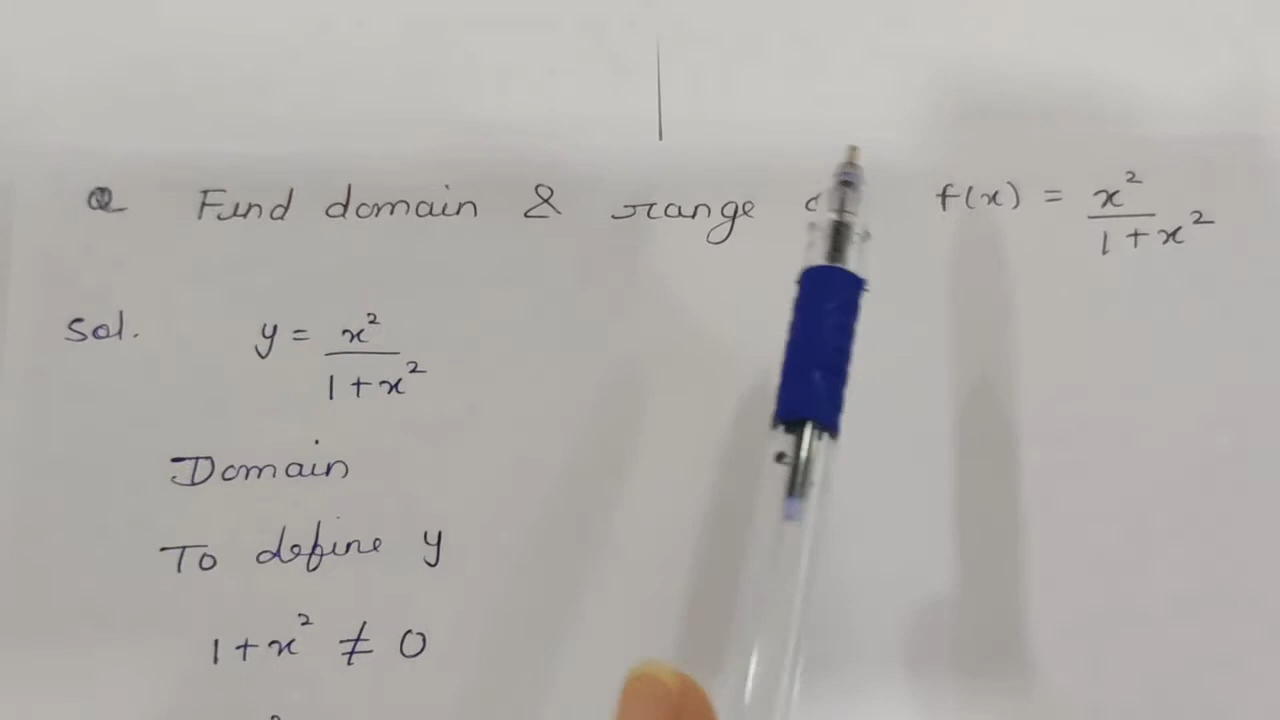 Q Find domain & range f(x) = x²/(1+x²)
Sol. y = x²/(1+x²)
Domain
To define y
1+x² ≠ 0